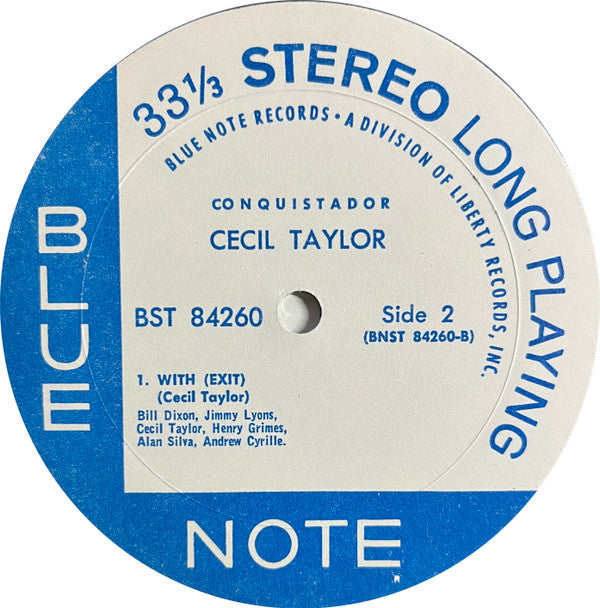 33⅓ STEREO LONG PLAYING
BLUE NOTE RECORDS • A DIVISION OF LIBERTY RECORDS, INC.
CONQUISTADOR
CECIL TAYLOR
BST 84260
Side 2
(BNST 84260-B)
1. WITH (EXIT)
(Cecil Taylor)
Bill Dixon, Jimmy Lyons,
Cecil Taylor, Henry Grimes,
Alan Silva, Andrew Cyrille.
BLUE
NOTE